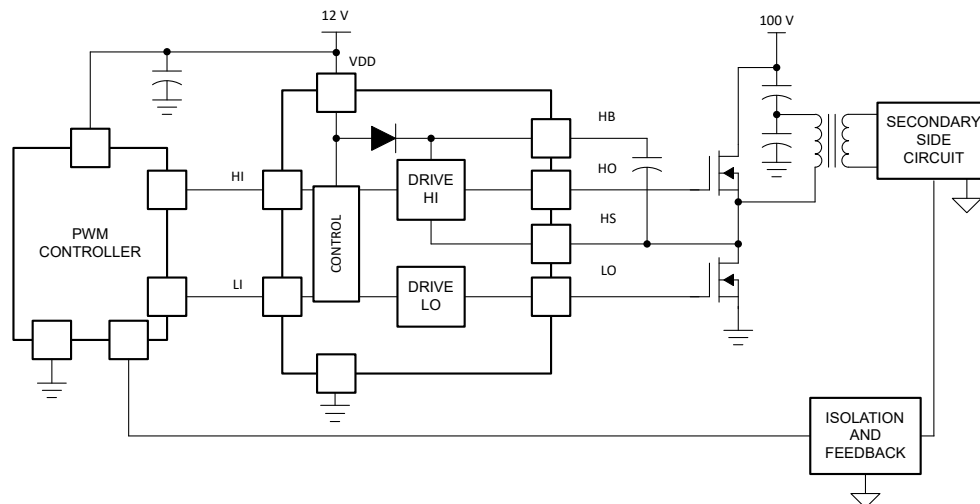 12 V
100 V
VDD
HB
SECONDARY
SIDE
CIRCUIT
HI
DRIVE
HI
HO
PWM
CONTROLLER
CONTROL
HS
LI
DRIVE
LO
LO
ISOLATION
AND
FEEDBACK